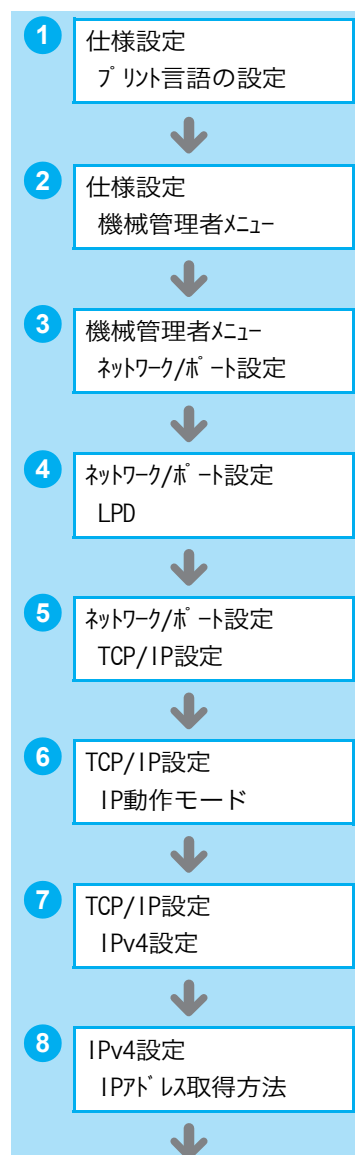 1
仕様設定
ﾌﾟﾘﾝﾄ言語の設定
2
仕様設定
機械管理者ﾒﾆｭｰ
3
機械管理者ﾒﾆｭｰ
ﾈｯﾄﾜｰｸ/ﾎﾟｰﾄ設定
4
ﾈｯﾄﾜｰｸ/ﾎﾟｰﾄ設定
LPD
5
ﾈｯﾄﾜｰｸ/ﾎﾟｰﾄ設定
TCP/IP設定
6
TCP/IP設定
IP動作モード
7
TCP/IP設定
IPv4設定
8
IPv4設定
IPｱﾄﾞﾚｽ取得方法